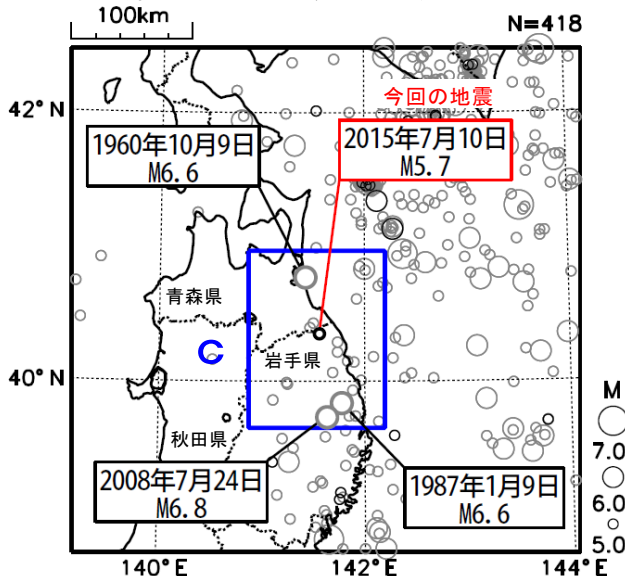 100km
N=418
42°N
今回の地震
1960年10月9日
M6.6
2015年7月10日
M5.7
青森県
C
岩手県
40°N
秋田県
M
7.0
6.0
5.0
2008年7月24日
M6.8
1987年1月9日
M6.6
140°E
142°E
144°E